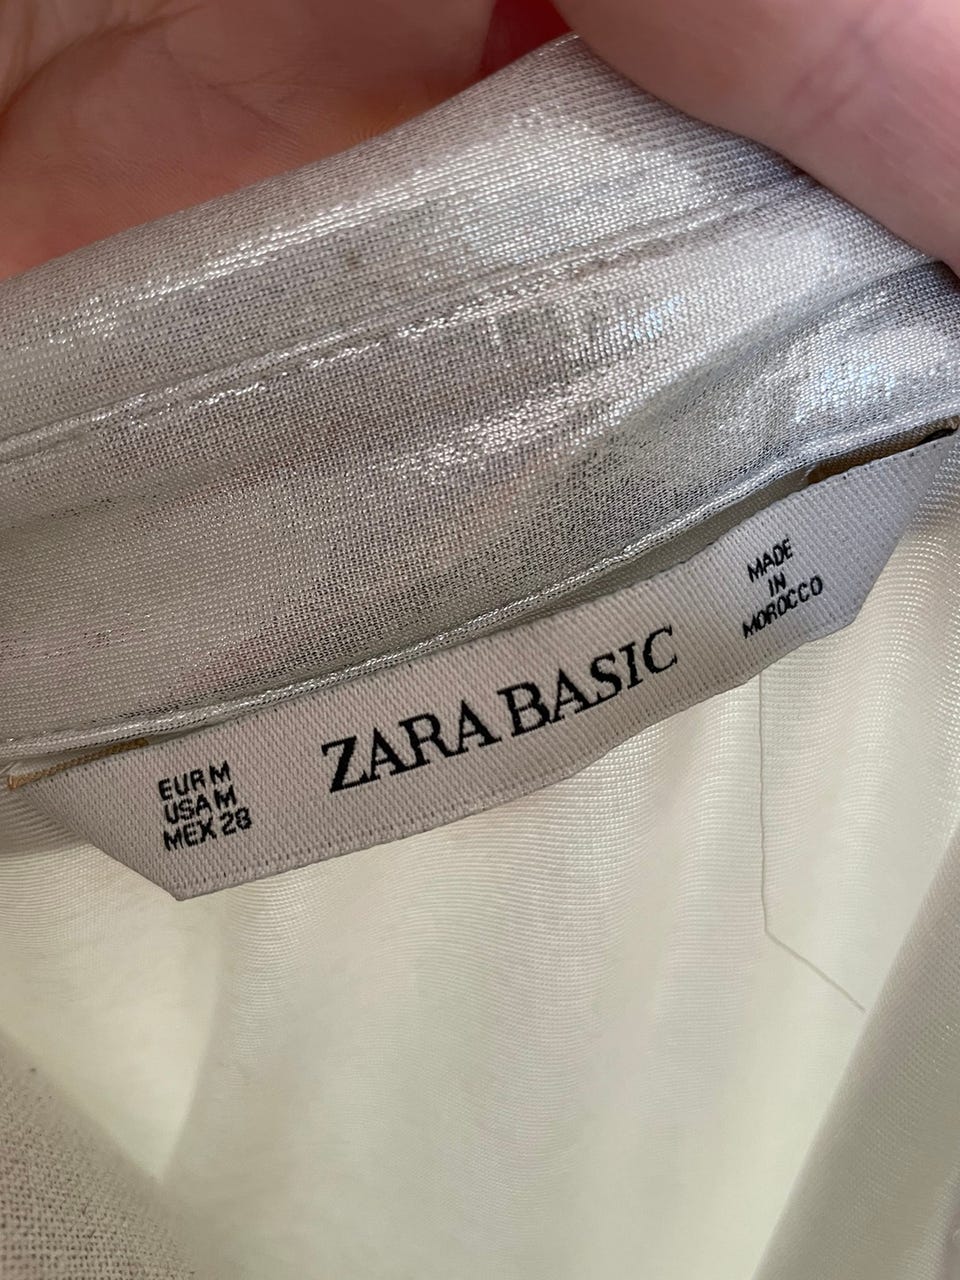 EUR M
USA M
MEX 28
ZARA BASIC
MADE
IN
MOROCCO